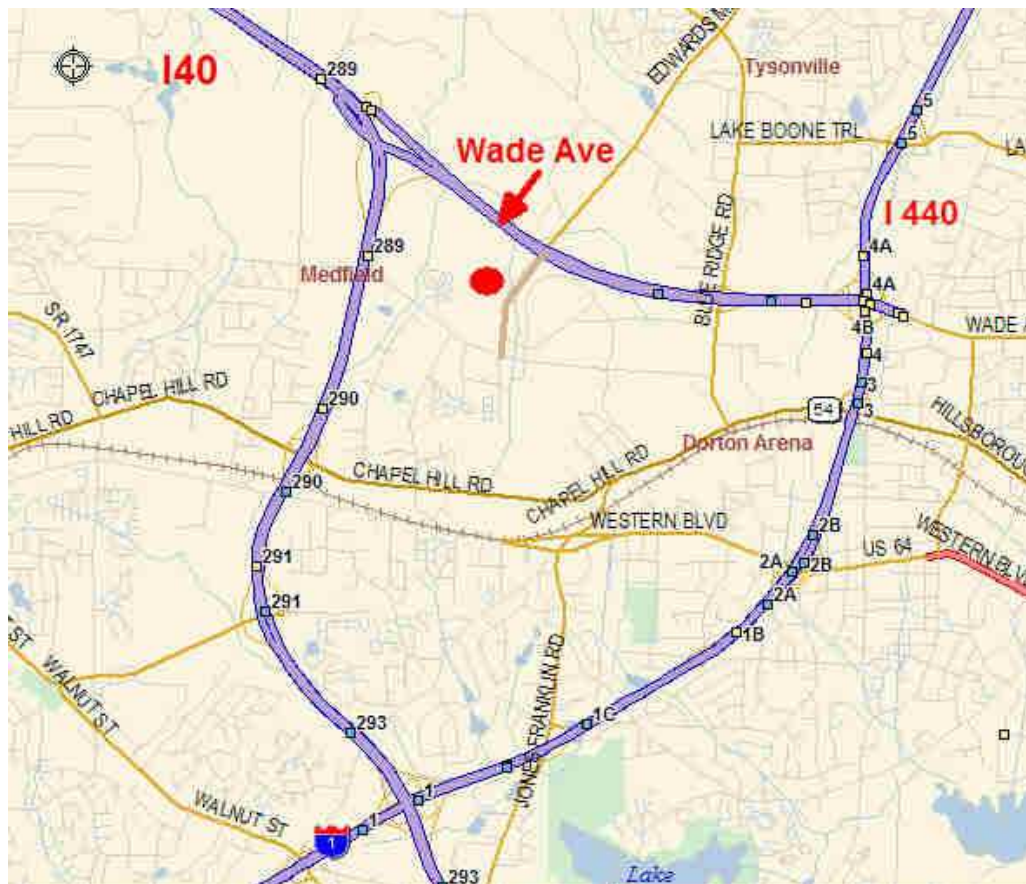 289
I40
EDWARDS M
Tysonville
5
LAKE BOONE TRL
5
LA
Wade Ave
I 440
289
4A
Medfield
BLUE RIDGE RD
4A
SR 1747
4B
WADE A
4
CHAPEL HILL RD
3
290
54
3
HILL RD
HILLSBOROU
Dorton Arena
CHAPEL HILL RD
CHAPEL HILL RD
290
WESTERN BLVD
2B
US 64
WESTERN BLV
291
2A
2B
291
2A
ST
1B
WALNUT ST
JONES FRANKLIN RD
293
1C
1
WALNUT ST
1
1
293
Lake